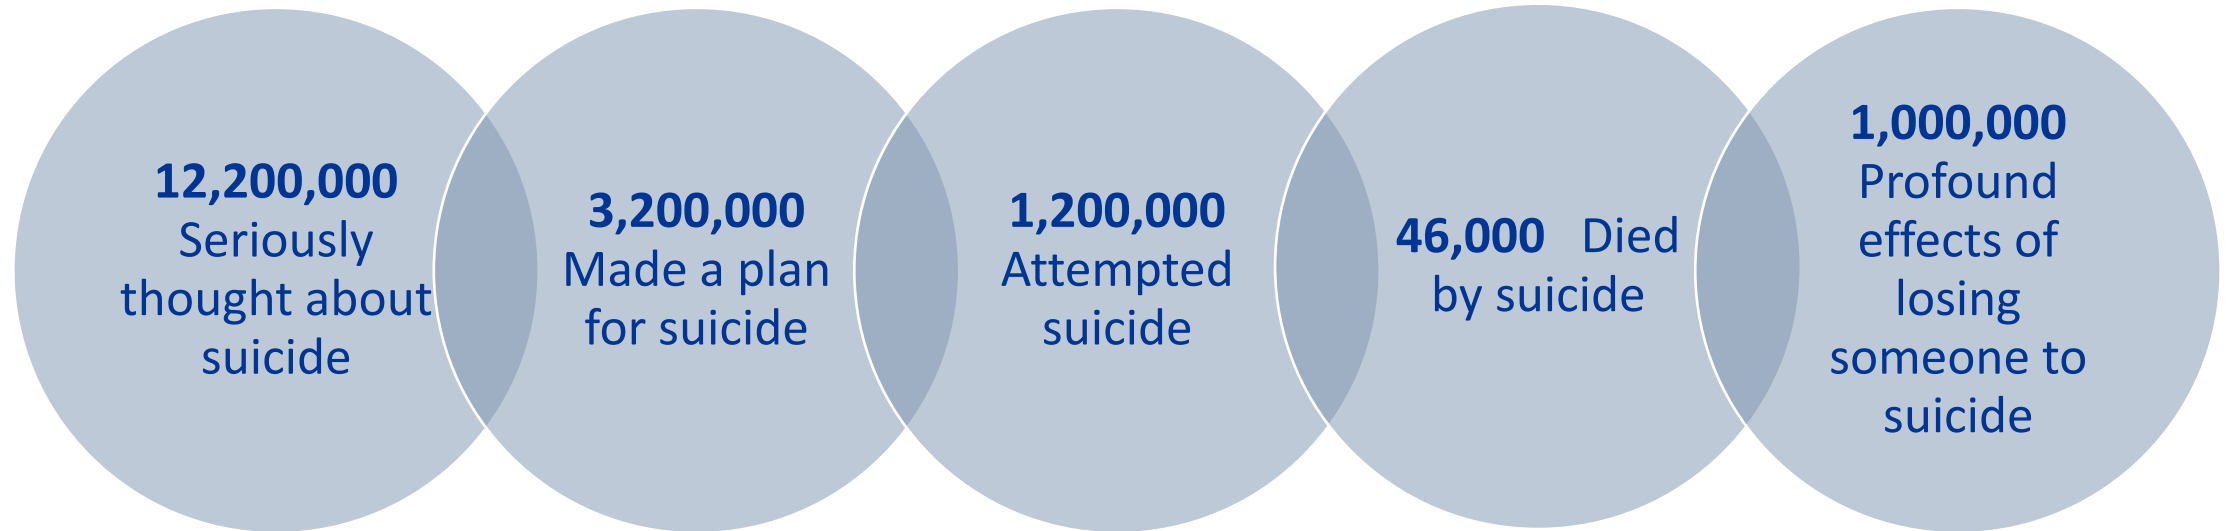 12,200,000
Seriously
thought about
suicide
3,200,000
Made a plan
for suicide
1,200,000
Attempted
suicide
46,000 Died
by suicide
1,000,000
Profound
effects of
losing
someone to
suicide